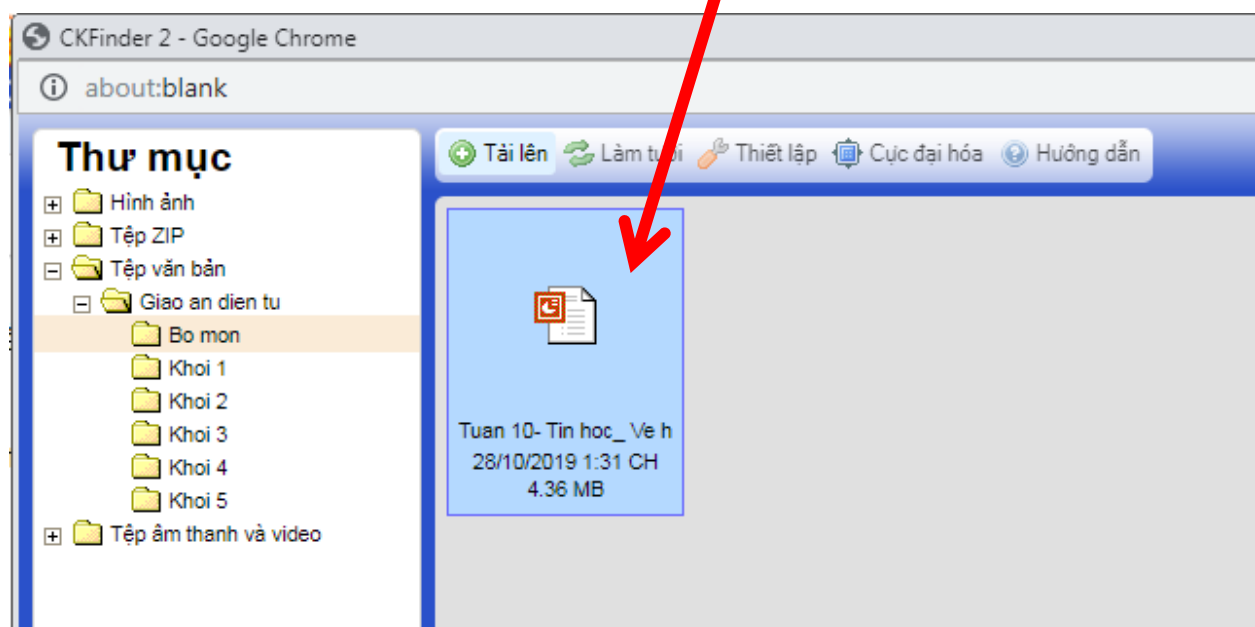 CKFinder 2 - Google Chrome
about:blank
Thư mục
Hình ảnh
Tệp ZIP
Tệp văn bản
Giao an dien tu
Bo mon
Khoi 1
Khoi 2
Khoi 3
Khoi 4
Khoi 5
Tệp âm thanh và video
Tải lên Làm tươi Thiết lập Cực đại hóa Hướng dẫn
Tuan 10- Tin hoc_ Ve h
28/10/2019 1:31 CH
4.36 MB